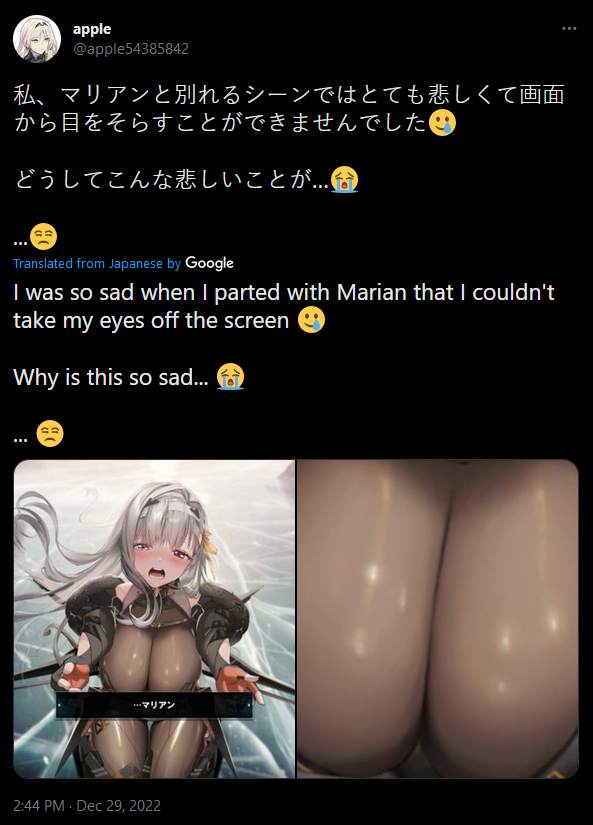 apple
@apple54385842
私、マリアンと別れるシーンではとても悲しくて画面
から目をそらすことができませんでした🥲
どうしてこんな悲しいことが...😭
...😒
Translated from Japanese by Google
I was so sad when I parted with Marian that I couldn't
take my eyes off the screen 🥲
Why is this so sad... 😭
... 😒
…マリアン
2:44 PM · Dec 29, 2022